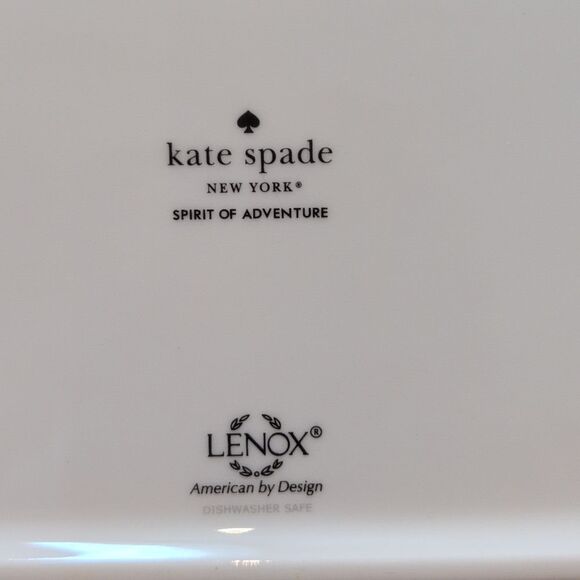 kate spade
NEW YORK®
SPIRIT OF ADVENTURE
LENOX®
American by Design
DISHWASHER SAFE